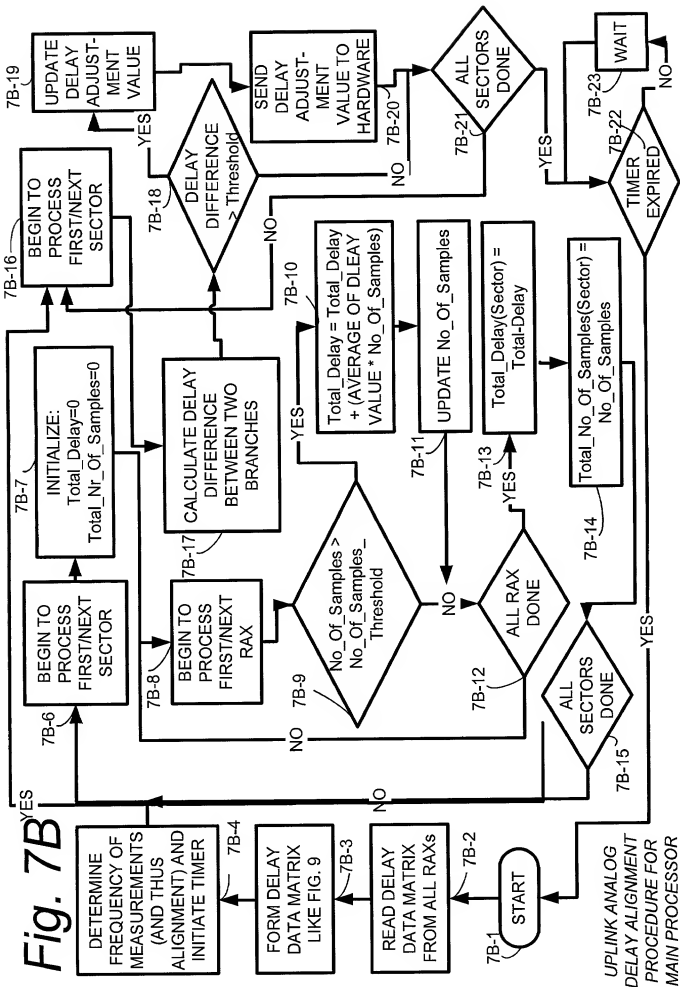 Fig. 7B
UPLINK ANALOG
DELAY ALIGNMENT
PROCEDURE FOR
MAIN PROCESSOR
7B-1
START
7B-2
READ DELAY
DATA MATRIX
FROM ALL RAXs
7B-3
FORM DELAY
DATA MATRIX
LIKE FIG. 9
7B-4
DETERMINE
FREQUENCY OF
MEASUREMENTS
(AND THUS
ALIGNMENT) AND
INITIATE TIMER
7B-6
BEGIN TO
PROCESS
FIRST/NEXT
SECTOR
7B-7
INITIALIZE:
Total_Delay=0
Total_Nr_Of_Samples=0
7B-8
BEGIN TO
PROCESS
FIRST/NEXT
RAX
7B-9
No_Of_Samples >
No_Of_Samples_
Threshold
YES
NO
7B-10
Total_Delay = Total_Delay
+ (AVERAGE OF DLEAY
VALUE * No_Of_Samples)
7B-11
UPDATE No_Of_Samples
7B-12
ALL RAX
DONE
YES
NO
7B-13
Total_Delay(Sector) =
Total-Delay
7B-14
Total_No_Of_Samples(Sector) =
No_Of_Samples
7B-15
ALL
SECTORS
DONE
NO
YES
7B-16
BEGIN TO
PROCESS
FIRST/NEXT
SECTOR
7B-17
CALCULATE DELAY
DIFFERENCE
BETWEEN TWO
BRANCHES
7B-18
DELAY
DIFFERENCE
> Threshold
YES
NO
7B-19
UPDATE
DELAY
ADJUST-
MENT
VALUE
7B-20
SEND
DELAY
ADJUST-
MENT
VALUE TO
HARDWARE
7B-21
ALL
SECTORS
DONE
NO
YES
7B-22
TIMER
EXPIRED
YES
NO
7B-23
WAIT